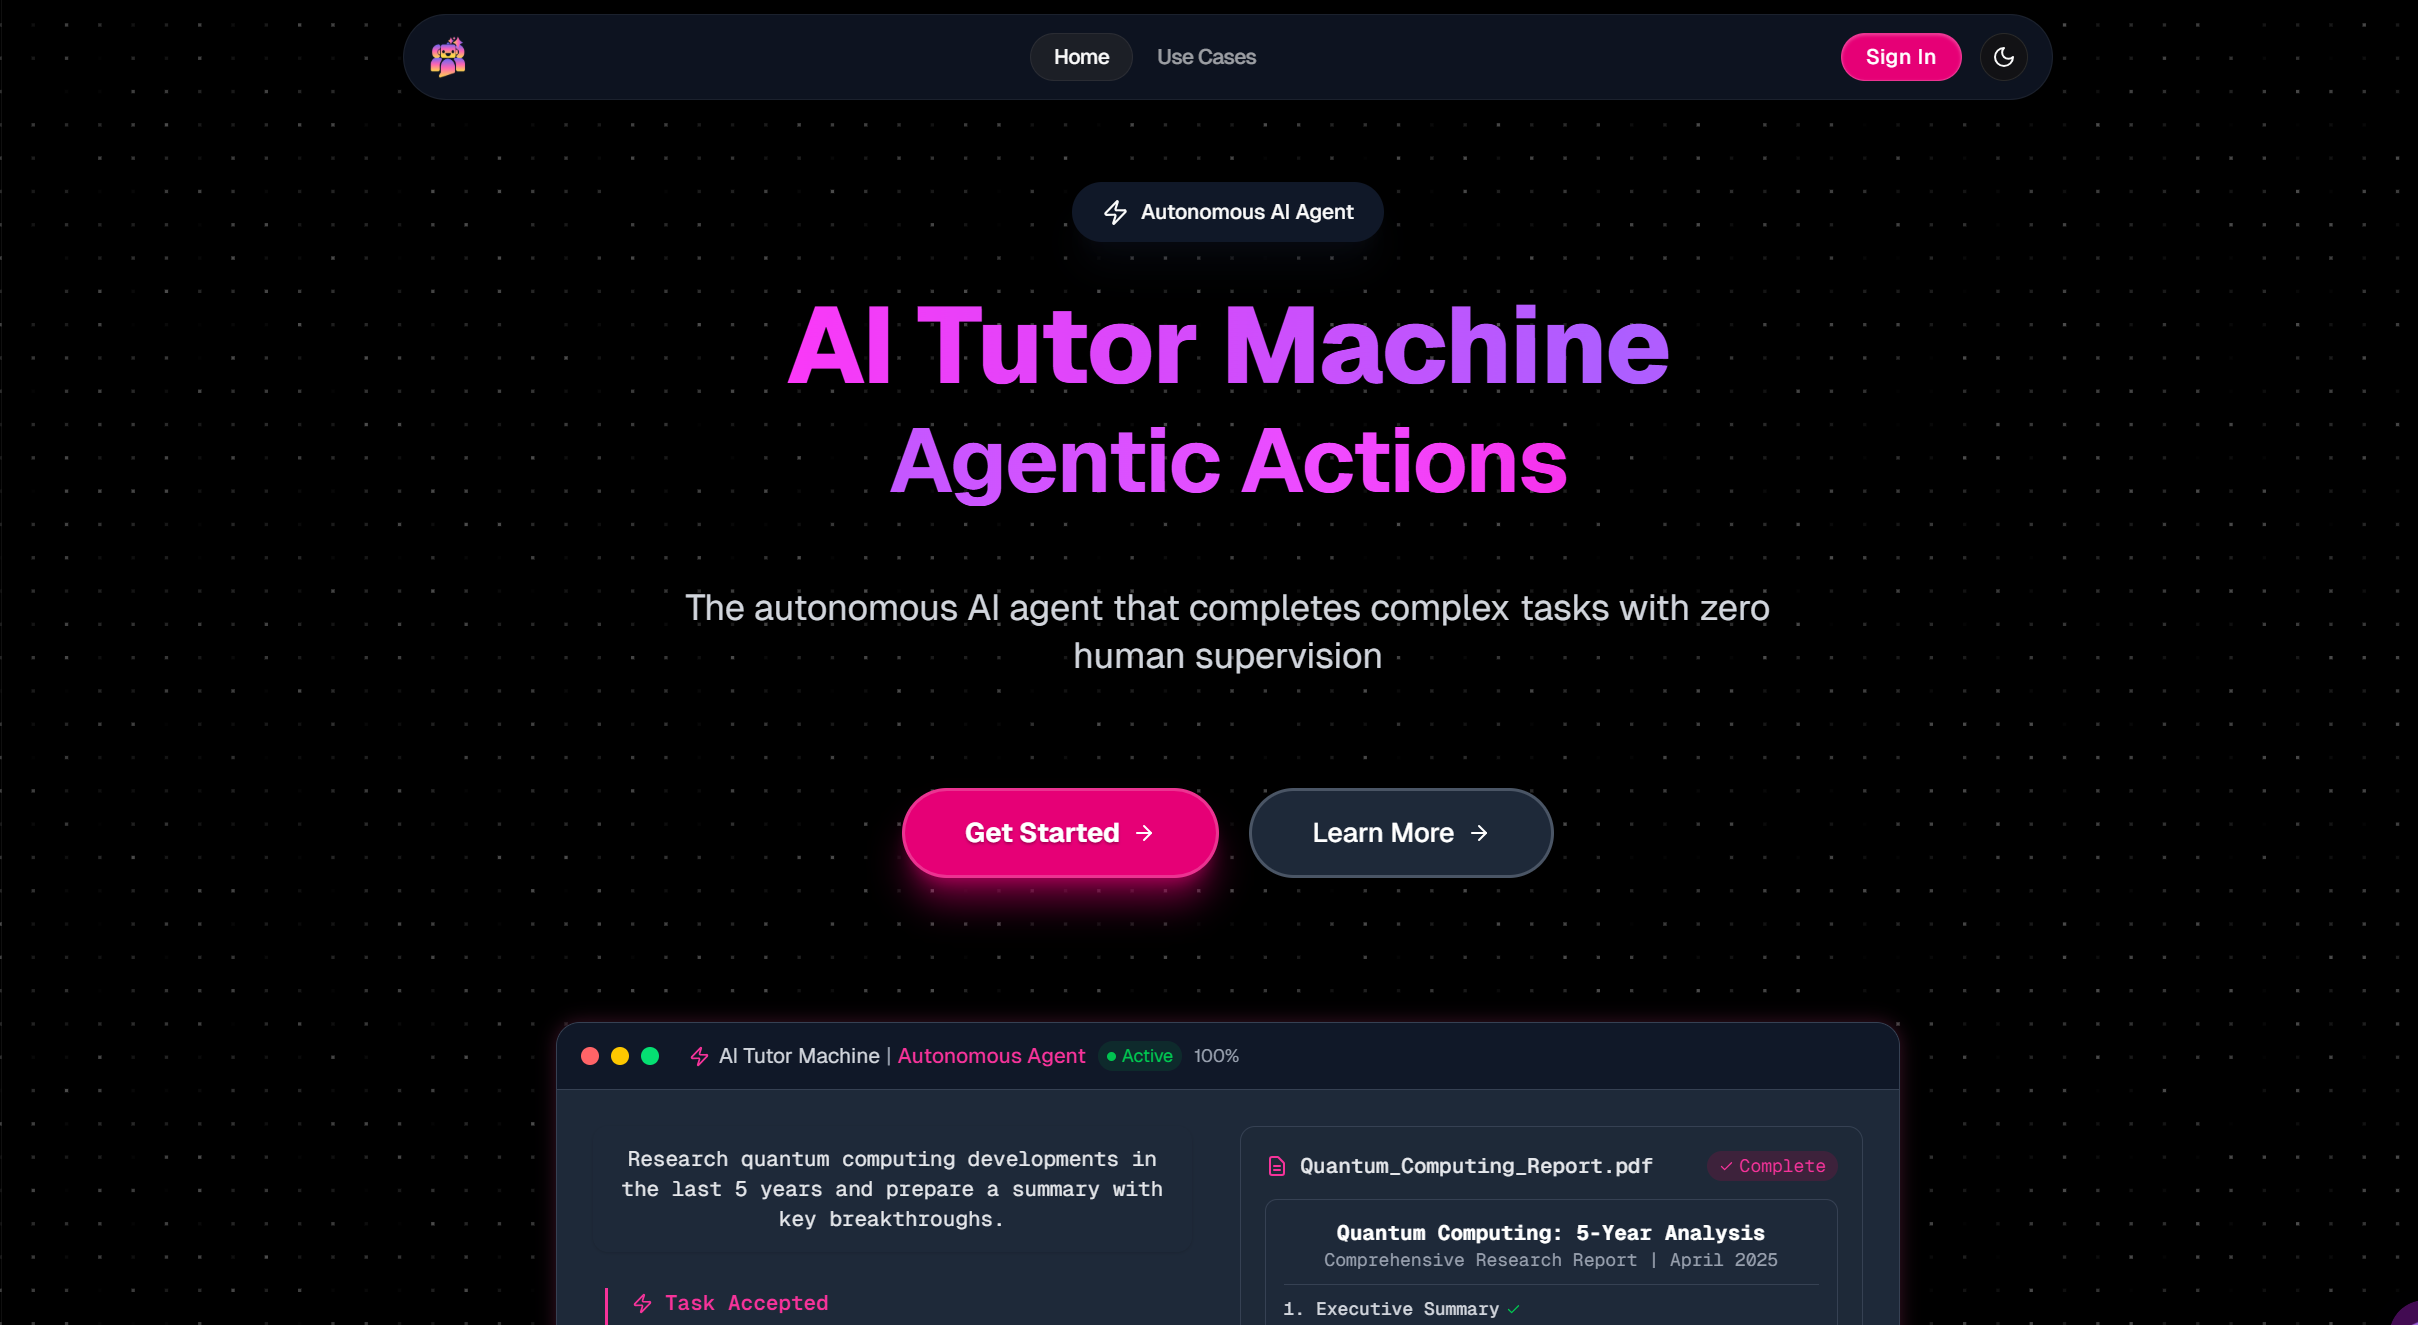 Home
Use Cases
Sign In
Autonomous AI Agent
AI Tutor Machine
Agentic Actions
The autonomous AI agent that completes complex tasks with zero
human supervision
Get Started
Learn More
AI Tutor Machine | Autonomous Agent
Active
100%
Research quantum computing developments in
the last 5 years and prepare a summary with
key breakthroughs.
Task Accepted
Quantum_Computing_Report.pdf
Complete
Quantum Computing: 5-Year Analysis
Comprehensive Research Report | April 2025
1. Executive Summary